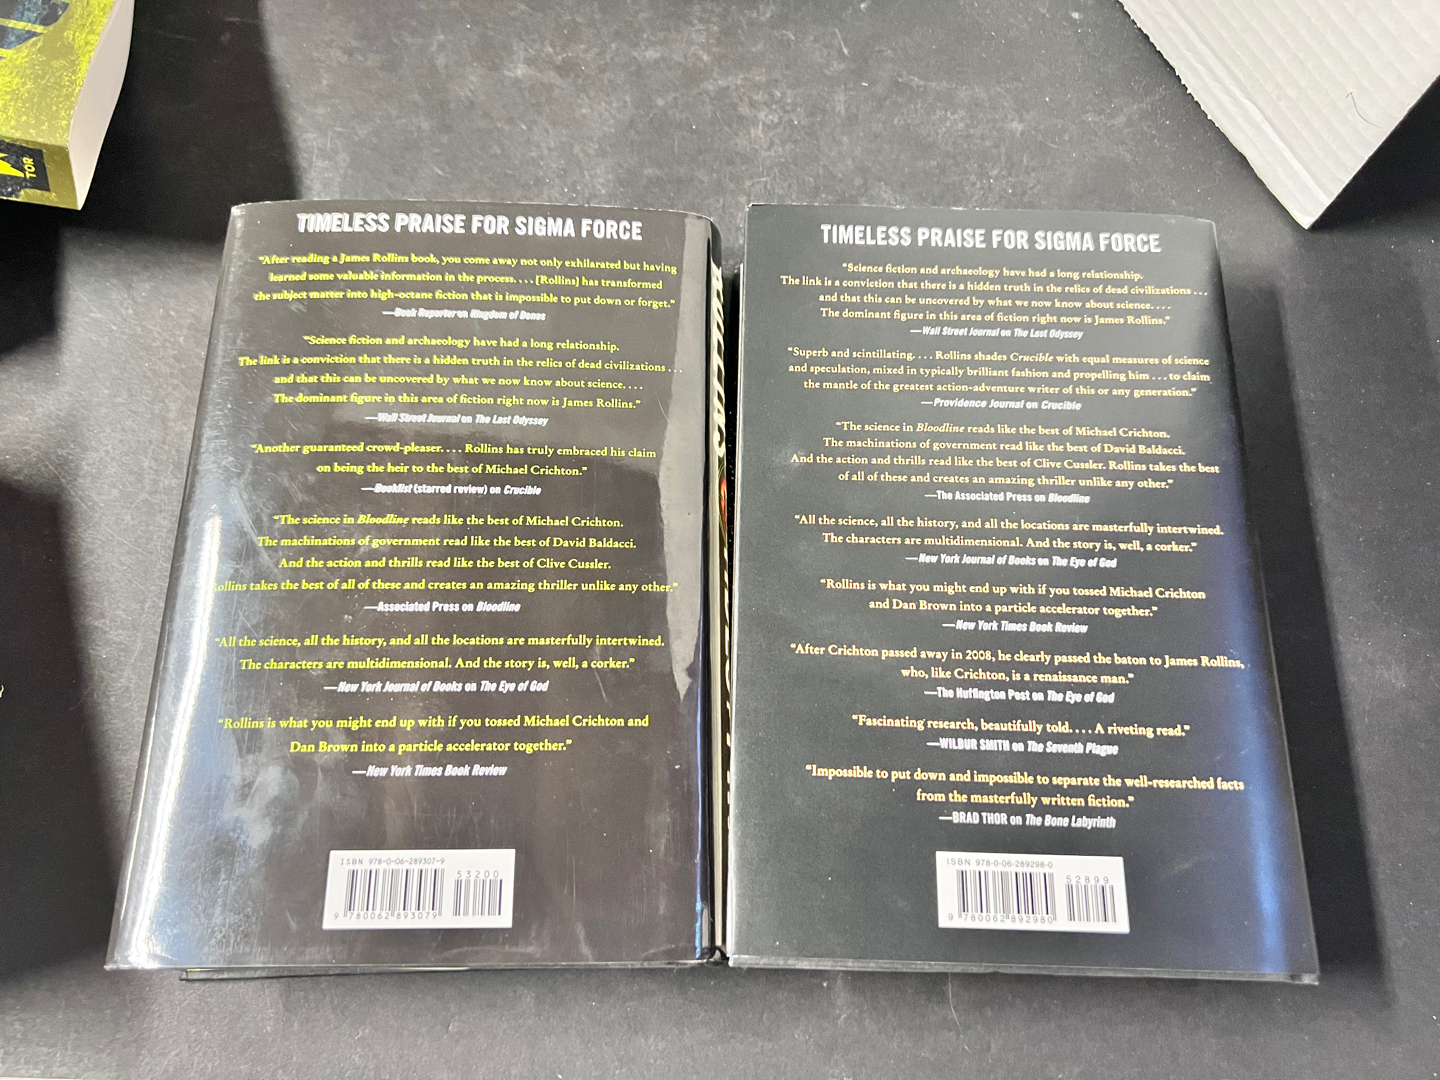 TOR
TIMELESS PRAISE FOR SIGMA FORCE
“After reading a James Rollins book, you come away not only exhilarated but having
learned some valuable information in the process. . . . [Rollins] has transformed
the subject matter into high-octane fiction that is impossible to put down or forget.”
—Book Reporter on Kingdom of Bones
“Science fiction and archaeology have had a long relationship.
The link is a conviction that there is a hidden truth in the relics of dead civilizations . . .
and that this can be uncovered by what we now know about science. . . .
The dominant figure in this area of fiction right now is James Rollins.”
—Wall Street Journal on The Last Odyssey
“Another guaranteed crowd-pleaser. . . . Rollins has truly embraced his claim
on being the heir to the best of Michael Crichton.”
—Booklist (starred review) on Crucible
“The science in Bloodline reads like the best of Michael Crichton.
The machinations of government read like the best of David Baldacci.
And the action and thrills read like the best of Clive Cussler.
Rollins takes the best of all of these and creates an amazing thriller unlike any other.”
—Associated Press on Bloodline
“All the science, all the history, and all the locations are masterfully intertwined.
The characters are multidimensional. And the story is, well, a corker.”
—New York Journal of Books on The Eye of God
“Rollins is what you might end up with if you tossed Michael Crichton and
Dan Brown into a particle accelerator together.”
—New York Times Book Review
ISBN 978-0-06-289307-9
53200
9 780062 893079
ROLLINS
TIMELESS PRAISE FOR SIGMA FORCE
“Science fiction and archaeology have had a long relationship.
The link is a conviction that there is a hidden truth in the relics of dead civilizations . . .
and that this can be uncovered by what we now know about science. . . .
The dominant figure in this area of fiction right now is James Rollins.”
—Wall Street Journal on The Last Odyssey
“Superb and scintillating. . . . Rollins shades Crucible with equal measures of science
and speculation, mixed in typically brilliant fashion and propelling him . . . to claim
the mantle of the greatest action-adventure writer of this or any generation.”
—Providence Journal on Crucible
“The science in Bloodline reads like the best of Michael Crichton.
The machinations of government read like the best of David Baldacci.
And the action and thrills read like the best of Clive Cussler. Rollins takes the best
of all of these and creates an amazing thriller unlike any other.”
—The Associated Press on Bloodline
“All the science, all the history, and all the locations are masterfully intertwined.
The characters are multidimensional. And the story is, well, a corker.”
—New York Journal of Books on The Eye of God
“Rollins is what you might end up with if you tossed Michael Crichton
and Dan Brown into a particle accelerator together.”
—New York Times Book Review
“After Crichton passed away in 2008, he clearly passed the baton to James Rollins,
who, like Crichton, is a renaissance man.”
—The Huffington Post on The Eye of God
“Fascinating research, beautifully told. . . . A riveting read.”
—WILBUR SMITH on The Seventh Plague
“Impossible to put down and impossible to separate the well-researched facts
from the masterfully written fiction.”
—BRAD THOR on The Bone Labyrinth
ISBN 978-0-06-289298-0
52899
9 780062 892980